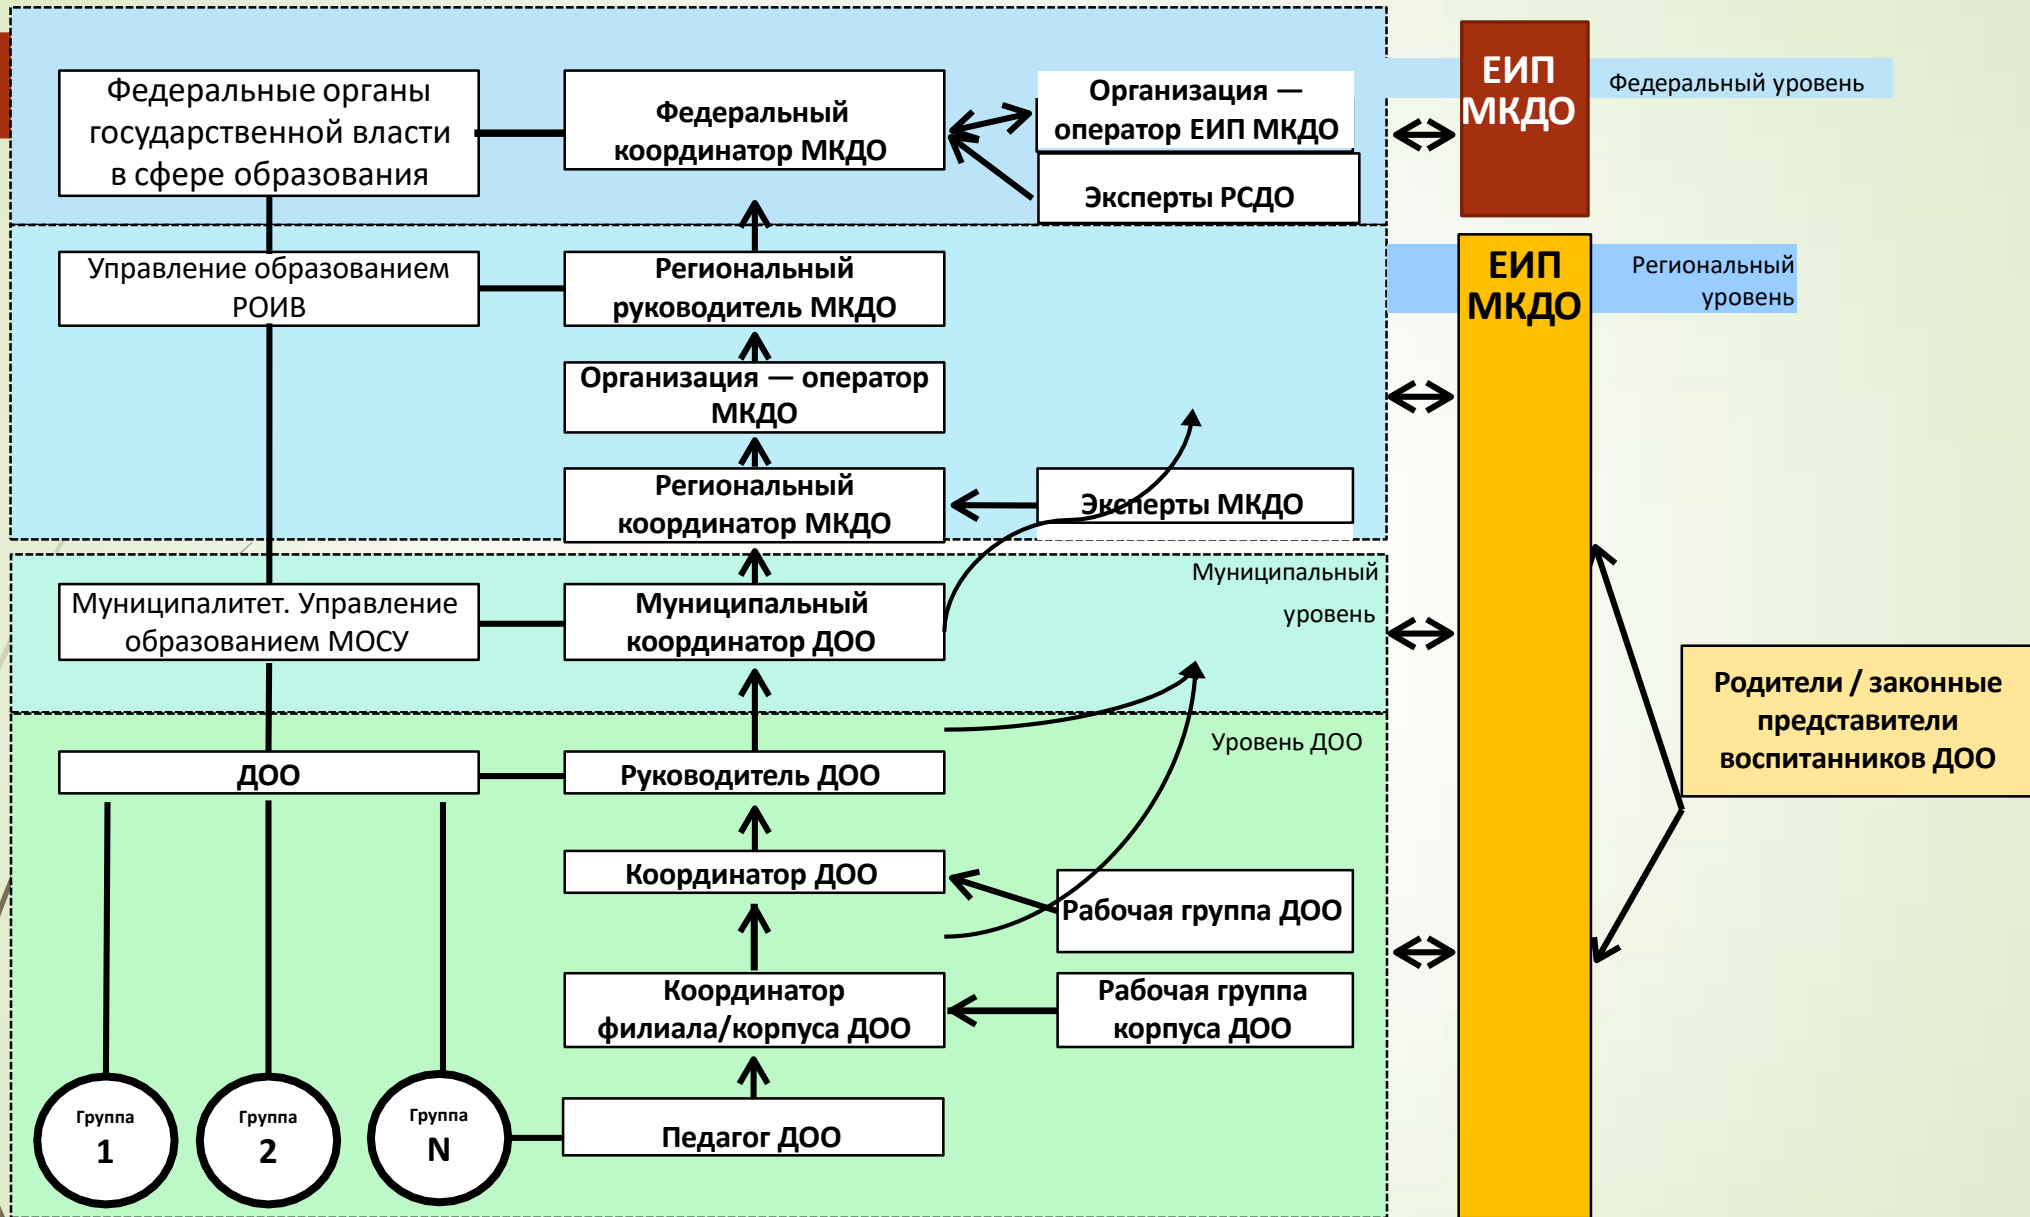 Федеральные органы
государственной власти
в сфере образования
Федеральный
координатор МКДО
Организация —
оператор ЕИП МКДО
Эксперты РСДО
ЕИП
МКДО
Федеральный уровень
Управление образованием
РОИВ
Региональный
руководитель МКДО
ЕИП
МКДО
Региональный
уровень
Организация — оператор
МКДО
Региональный
координатор МКДО
Эксперты МКДО
Муниципальный
уровень
Муниципалитет. Управление
образованием МОСУ
Муниципальный
координатор ДОО
Родители / законные
представители
воспитанников ДОО
Уровень ДОО
ДОО
Руководитель ДОО
Координатор ДОО
Рабочая группа ДОО
Координатор
филиала/корпуса ДОО
Рабочая группа
корпуса ДОО
Группа
1
Группа
2
Группа
N
Педагог ДОО